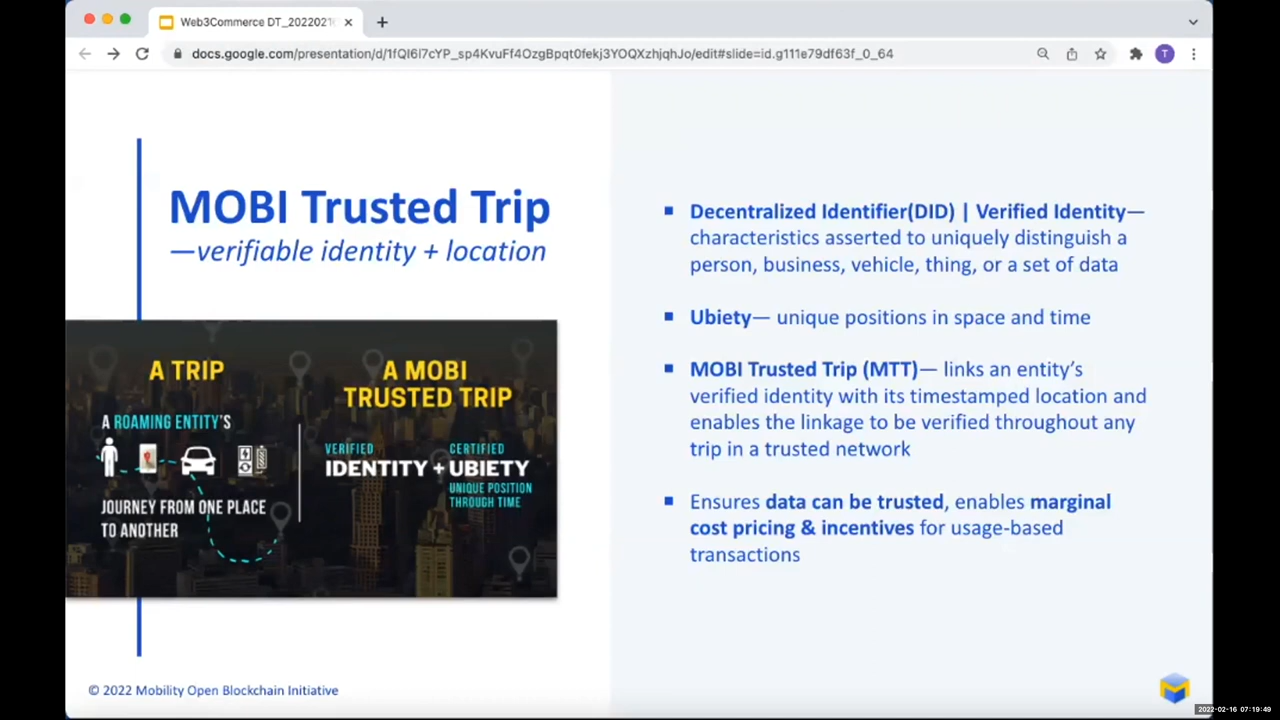 Web3Commerce DT_2022021
docs.google.com/presentation/d/1fQI6i7cYP_sp4KvuFf4OzgBpqt0fekj3YOQXzhjqhJo/edit#slide=id.g111e79df63f_0_64
T
MOBI Trusted Trip
—verifiable identity + location
A TRIP
A ROAMING ENTITY'S
JOURNEY FROM ONE PLACE
TO ANOTHER
A MOBI
TRUSTED TRIP
VERIFIED
IDENTITY +
CERTIFIED
UBIETY
UNIQUE POSITION
THROUGH TIME
▪ Decentralized Identifier(DID) | Verified Identity—
characteristics asserted to uniquely distinguish a
person, business, vehicle, thing, or a set of data
▪ Ubiety— unique positions in space and time
▪ MOBI Trusted Trip (MTT)— links an entity's
verified identity with its timestamped location and
enables the linkage to be verified throughout any
trip in a trusted network
▪ Ensures data can be trusted, enables marginal
cost pricing & incentives for usage-based
transactions
© 2022 Mobility Open Blockchain Initiative
2022-02-16 07:19:49